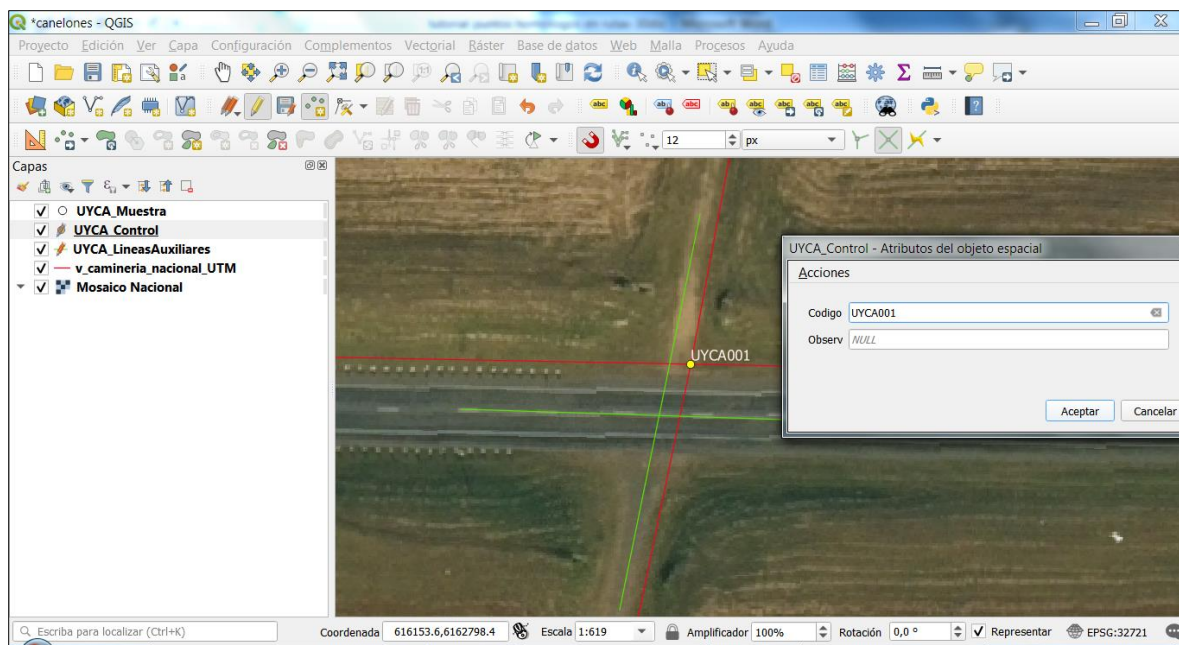 *canelones - QGIS
Proyecto Edición Ver Capa Configuración Complementos Vectorial Ráster Base de datos Web Malla Procesos Ayuda
12 px
Capas
UYCA_Muestra
UYCA_Control
UYCA_LineasAuxiliares
v_camineria_nacional_UTM
Mosaico Nacional
UYCA001
UYCA_Control - Atributos del objeto espacial
Acciones
Codigo UYCA001
Observ NULL
Aceptar Cancelar
Escriba para localizar (Ctrl+K) Coordenada 616153.6,6162798.4 Escala 1:619 Amplificador 100% Rotación 0,0 ° Representar EPSG:32721